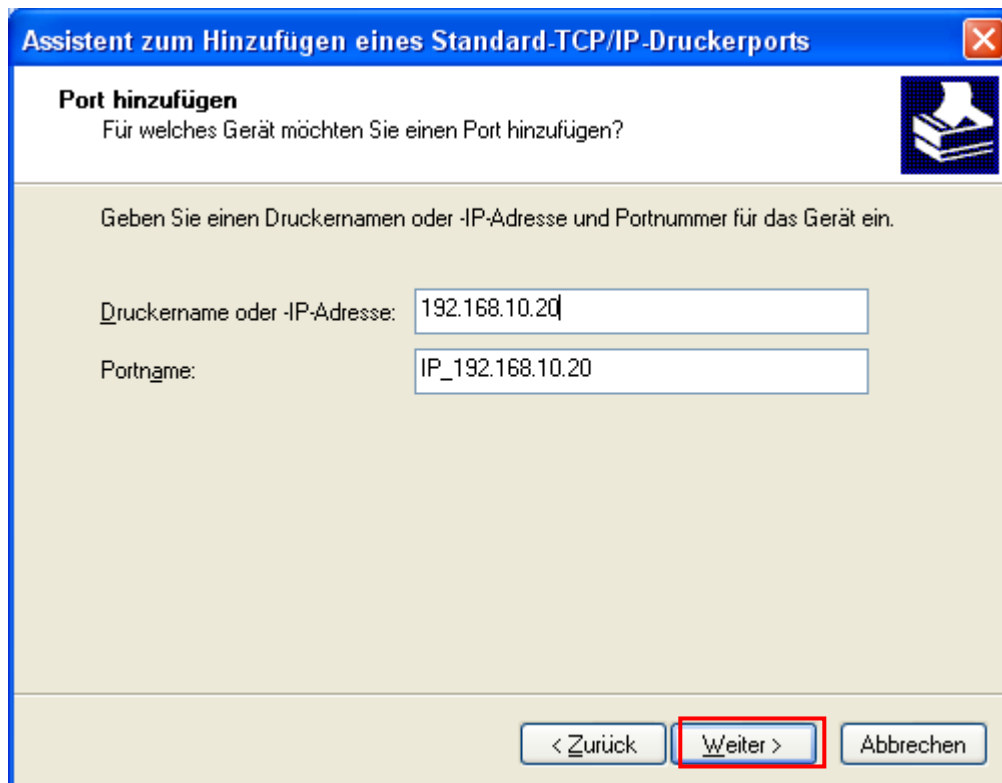 Assistent zum Hinzufügen eines Standard-TCP/IP-Druckerports
Port hinzufügen
Für welches Gerät möchten Sie einen Port hinzufügen?
Geben Sie einen Druckernamen oder -IP-Adresse und Portnummer für das Gerät ein.
Druckername oder -IP-Adresse: 192.168.10.20
Portname: IP_192.168.10.20
< Zurück Weiter > Abbrechen